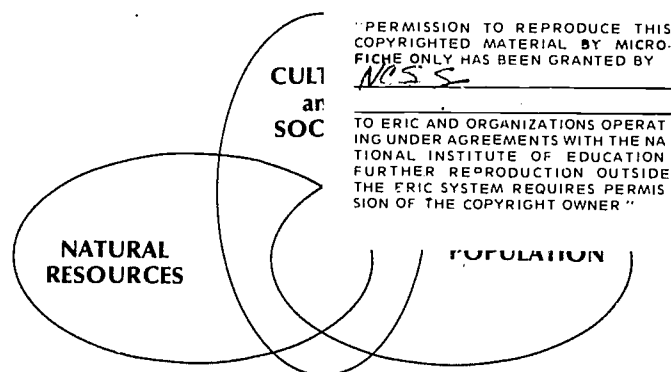 "PERMISSION TO REPRODUCE THIS
COPYRIGHTED MATERIAL BY MICRO-
FICHE ONLY HAS BEEN GRANTED BY
NCSS
TO ERIC AND ORGANIZATIONS OPERAT
ING UNDER AGREEMENTS WITH THE NA
TIONAL INSTITUTE OF EDUCATION
FURTHER REPRODUCTION OUTSIDE
THE ERIC SYSTEM REQUIRES PERMIS
SION OF THE COPYRIGHT OWNER"
CULT
an
SOC
NATURAL
RESOURCES
POPULATION